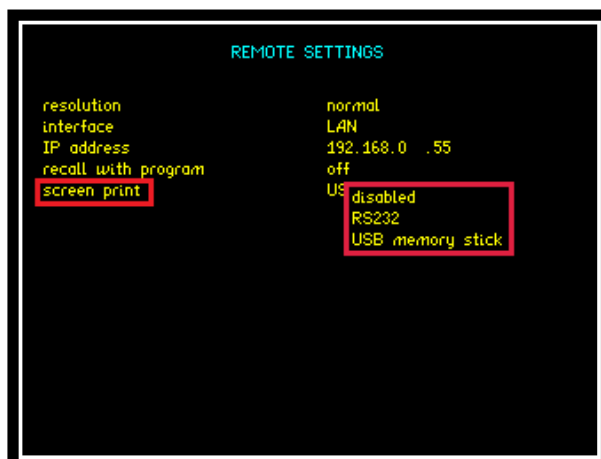 REMOTE SETTINGS
resolution normal
interface LAN
IP address 192.168.0 .55
recall with program off
screen print US
disabled
RS232
USB memory stick